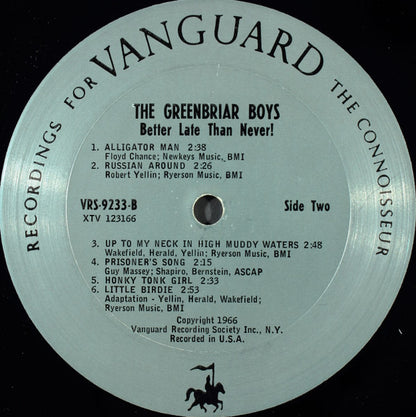 RECORDINGS FOR VANGUARD THE CONNOISSEUR
THE GREENBRIAR BOYS
Better Late Than Never!
1. ALLIGATOR MAN 2:38
Floyd Chance; Newkeys Music, BMI
2. RUSSIAN AROUND 2:26
Robert Yellin; Ryerson Music, BMI
VRS-9233-B
XTV 123166
Side Two
3. UP TO MY NECK IN HIGH MUDDY WATERS 2:48
Wakefield, Herald, Yellin; Ryerson Music, BMI
4. PRISONER'S SONG 2:15
Guy Massey; Shapiro, Bernstein, ASCAP
5. HONKY TONK GIRL 2:33
6. LITTLE BIRDIE 2:53
Adaptation - Yellin, Herald, Wakefield;
Ryerson Music, BMI
Copyright 1966
Vanguard Recording Society Inc., N.Y.
Recorded in U.S.A.